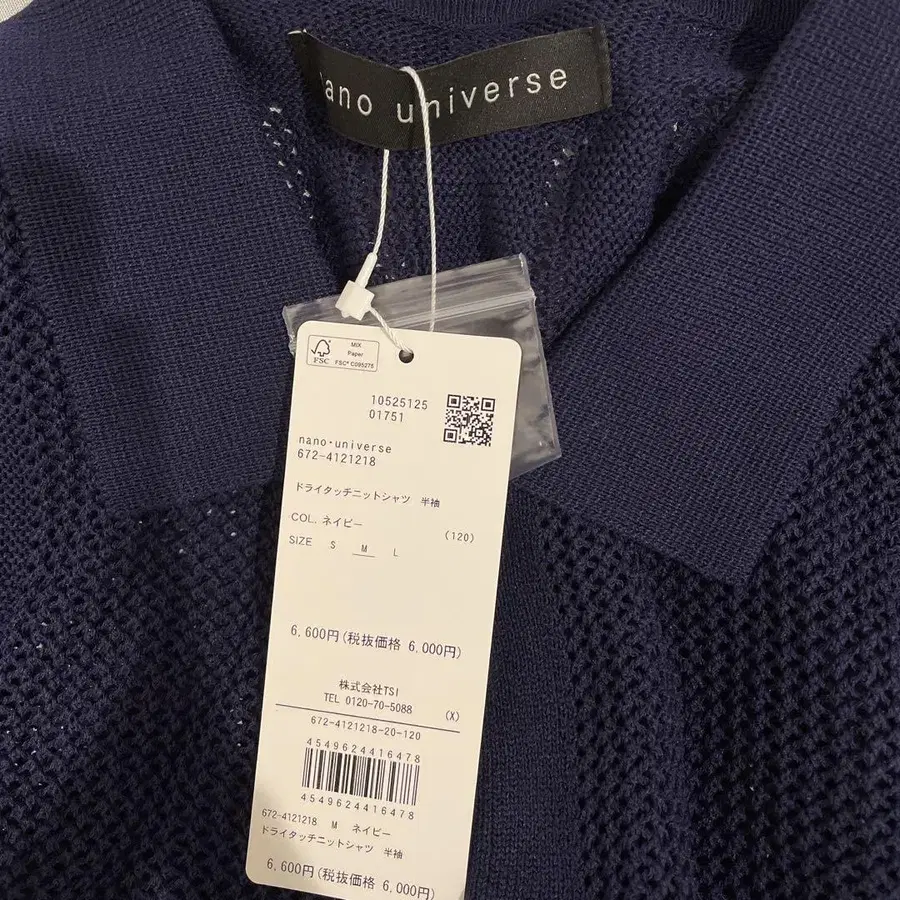 nano universe
FSC
MIX
Paper
FSC® C095275
10525125
01751
nano・universe
672-4121218
ドライタッチニットシャツ 半袖
COL. ネイビー (120)
SIZE S M L
6,600円(税抜価格 6,000円)
株式会社TSI
TEL 0120-70-5088 (X)
672-4121218-20-120
4549624416478
4549624416478
672-4121218 M ネイビー
ドライタッチニットシャツ 半袖
6,600円(税抜価格 6,000円)